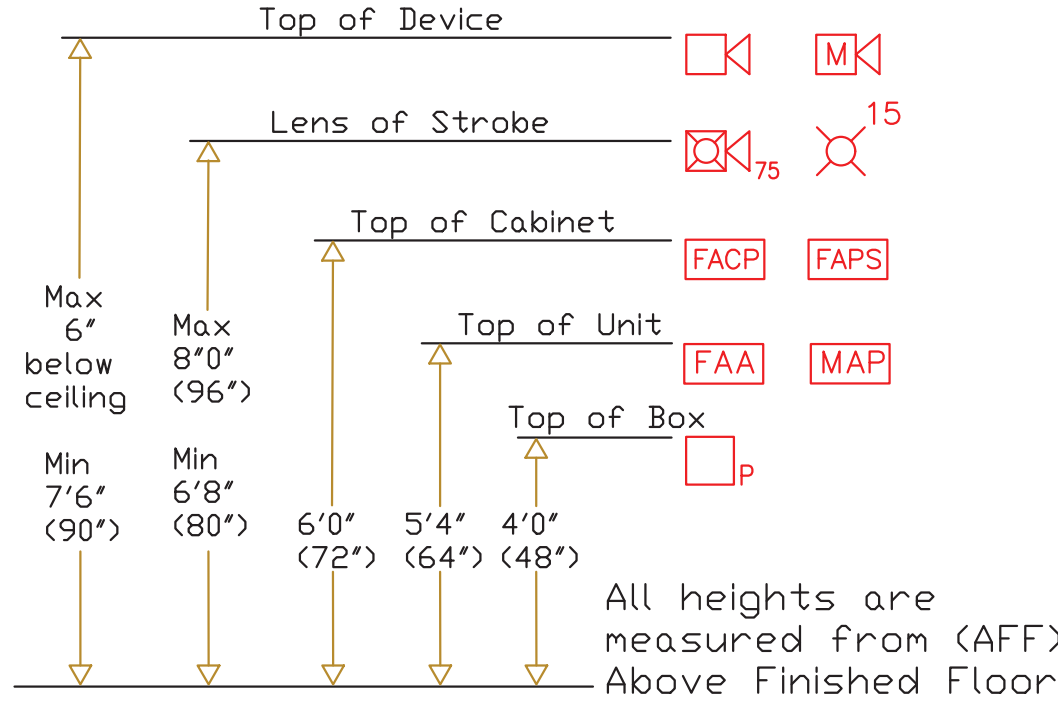 Top of Device
M
Lens of Strobe
75
15
Top of Cabinet
FACP
FAPS
Max
6"
below
ceiling
Max
8"0"
(96")
Top of Unit
FAA
MAP
Top of Box
P
Min
7'6"
(90")
Min
6'8"
(80")
6'0"
(72")
5'4"
(64")
4'0"
(48")
All heights are
measured from (AFF)
Above Finished Floor